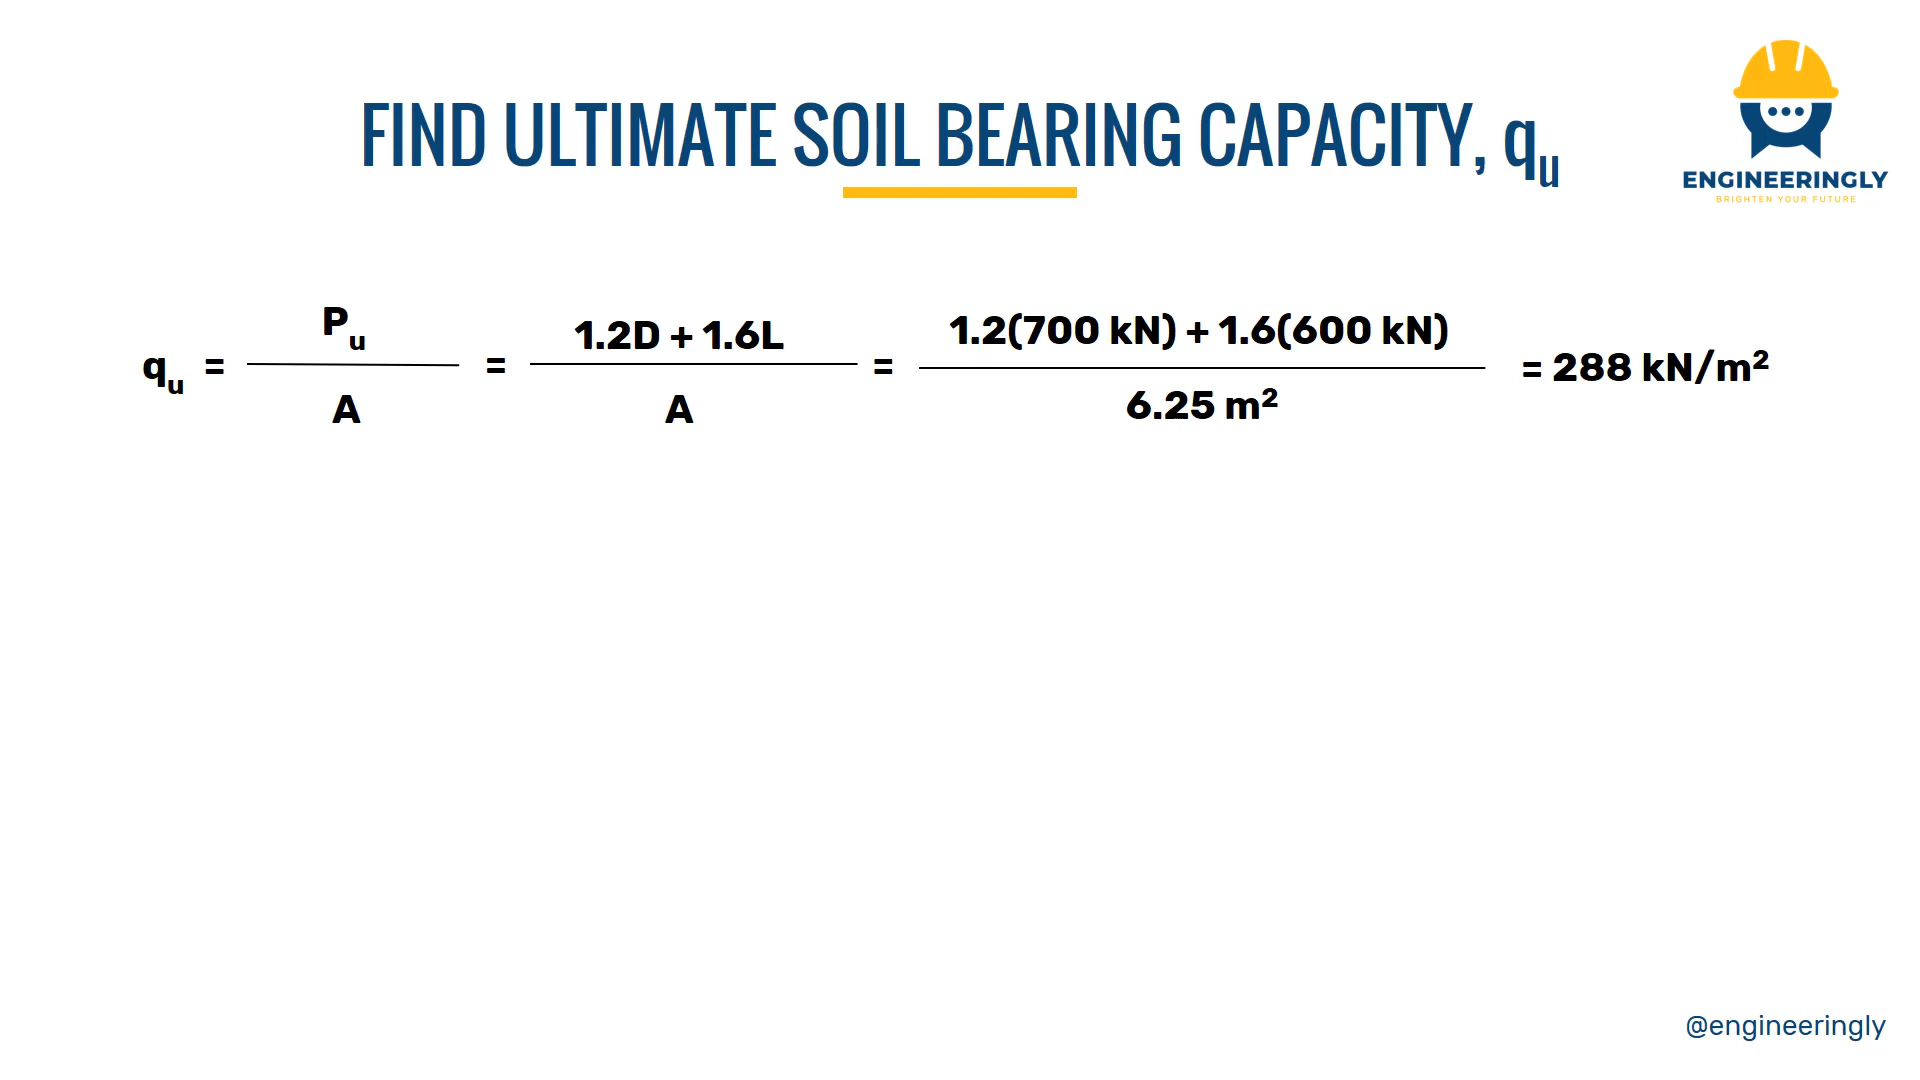 FIND ULTIMATE SOIL BEARING CAPACITY, qu
ENGINEERINGLY
BRIGHTEN YOUR FUTURE
qu = Pu / A = 1.2D + 1.6L / A = 1.2(700 kN) + 1.6(600 kN) / 6.25 m² = 288 kN/m²
@engineeringly